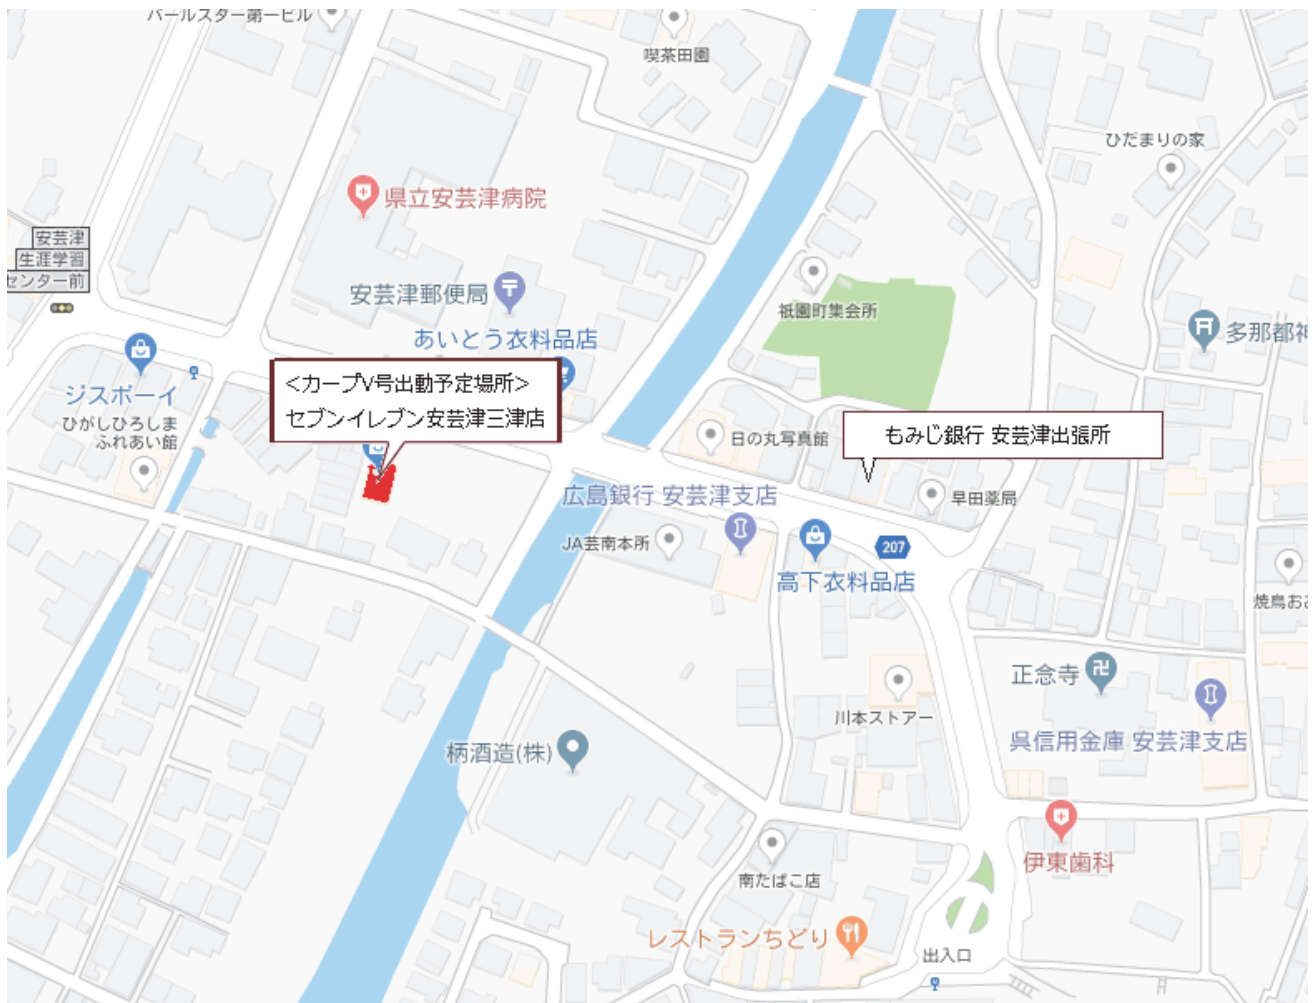 パールスター第一ビル
喫茶田園
ひだまりの家
県立安芸津病院
安芸津
生涯学習
センター前
安芸津郵便局
祇園町集会所
多那都神
あいとう衣料品店
<カープV号出動予定場所>
セブンイレブン安芸津三津店
ジスボーイ
ひがしひろしま
ふれあい館
日の丸写真館
もみじ銀行 安芸津出張所
広島銀行 安芸津支店
早田薬局
JA芸南本所
207
高下衣料品店
焼鳥お
正念寺
川本ストアー
呉信用金庫 安芸津支店
柄酒造(株)
伊東歯科
南たばこ店
レストランちどり
出入口